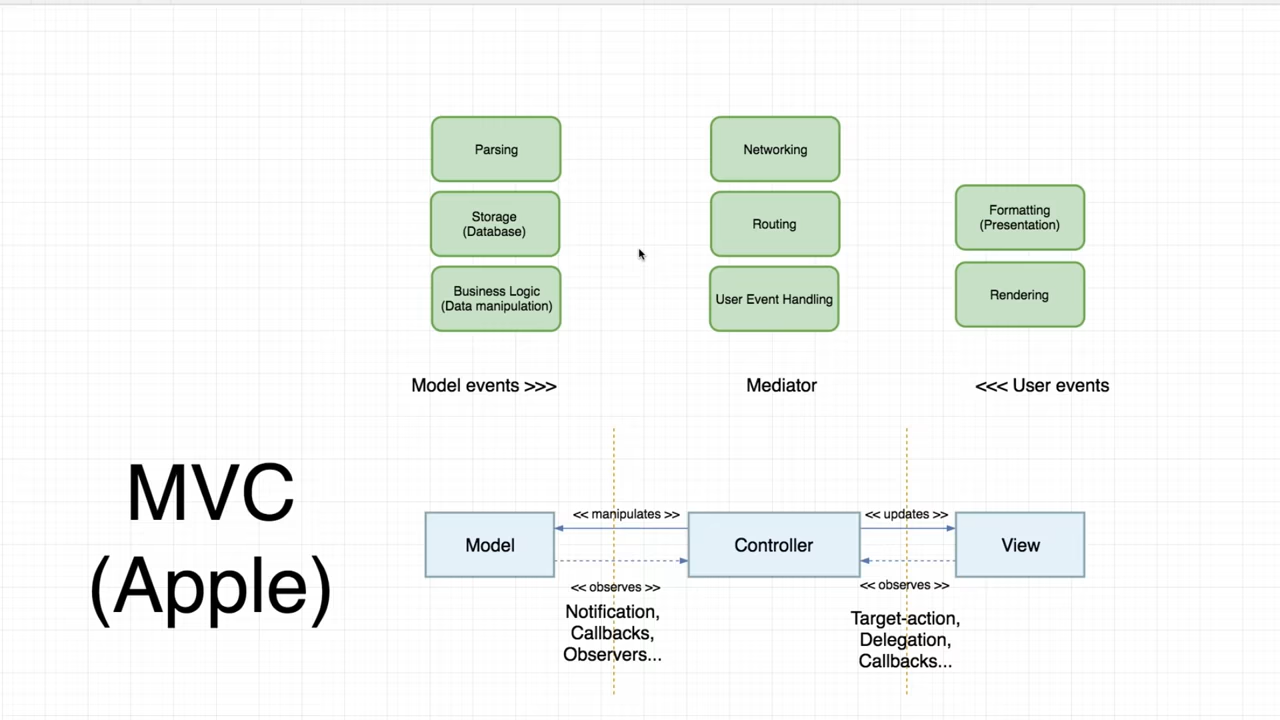 Parsing
Networking
Storage
(Database)
Routing
Formatting
(Presentation)
Business Logic
(Data manipulation)
User Event Handling
Rendering
Model events >>>
Mediator
<<< User events
MVC
(Apple)
<< manipulates >>
<< updates >>
Model
Controller
View
<< observes >>
Notification,
Callbacks,
Observers...
<< observes >>
Target-action,
Delegation,
Callbacks...